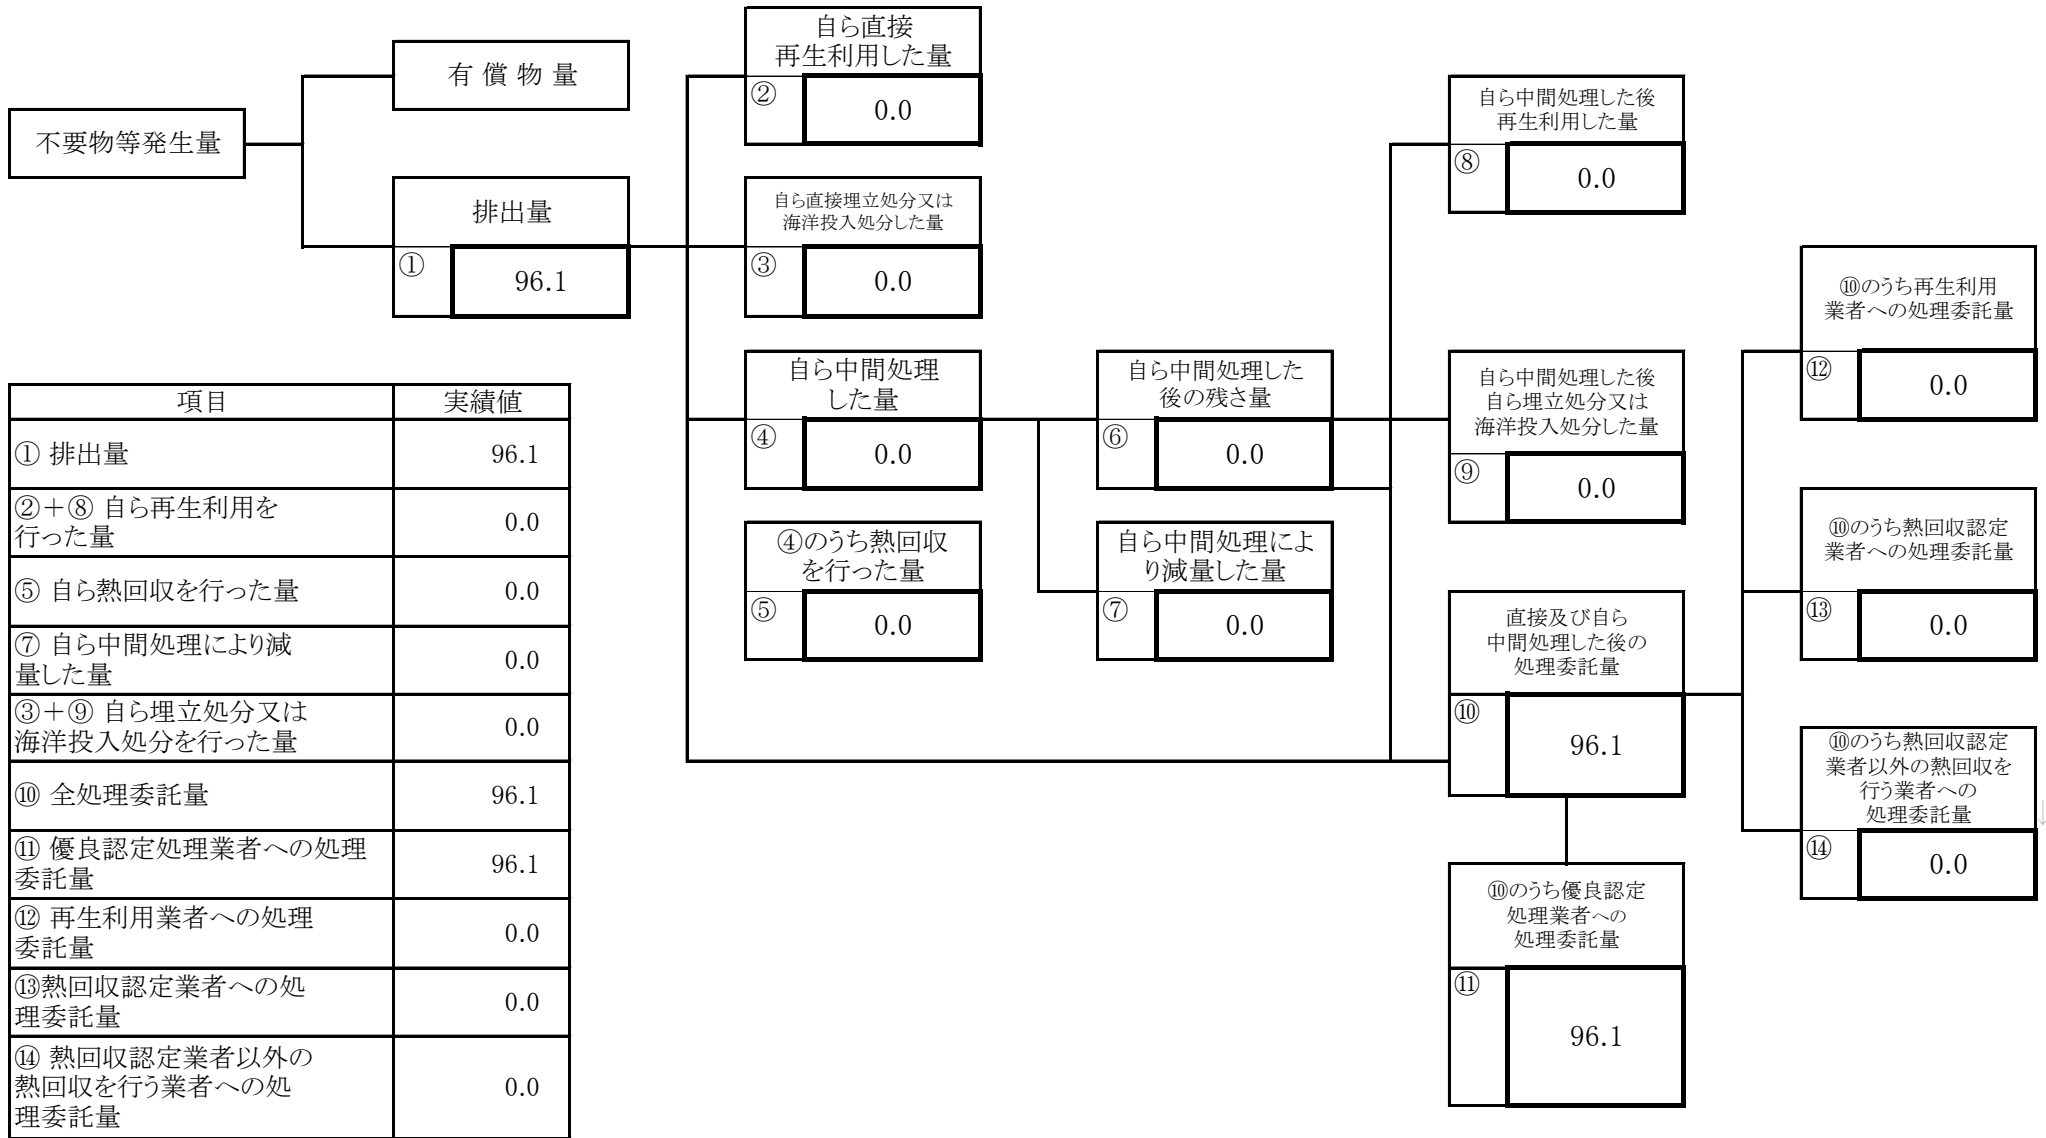 不要物等発生量
有 償 物 量
排出量
①
96.1
自ら直接
再生利用した量
②
0.0
自ら直接埋立処分又は
海洋投入処分した量
③
0.0
自ら中間処理
した量
④
0.0
④のうち熱回収
を行った量
⑤
0.0
自ら中間処理した
後の残さ量
⑥
0.0
自ら中間処理によ
り減量した量
⑦
0.0
自ら中間処理した後
再生利用した量
⑧
0.0
自ら中間処理した後
自ら埋立処分又は
海洋投入処分した量
⑨
0.0
直接及び自ら
中間処理した後の
処理委託量
⑩
96.1
⑩のうち優良認定
処理業者への
処理委託量
⑪
96.1
⑩のうち再生利用
業者への処理委託量
⑫
0.0
⑩のうち熱回収認定
業者への処理委託量
⑬
0.0
⑩のうち熱回収認定
業者以外の熱回収を
行う業者への
処理委託量
⑭
0.0
↓
項目 実績値
① 排出量 96.1
②＋⑧ 自ら再生利用を
行った量 0.0
⑤ 自ら熱回収を行った量 0.0
⑦ 自ら中間処理により減
量した量 0.0
③＋⑨ 自ら埋立処分又は
海洋投入処分を行った量 0.0
⑩ 全処理委託量 96.1
⑪ 優良認定処理業者への処理
委託量 96.1
⑫ 再生利用業者への処理
委託量 0.0
⑬熱回収認定業者への処
理委託量 0.0
⑭ 熱回収認定業者以外の
熱回収を行う業者への処
理委託量 0.0